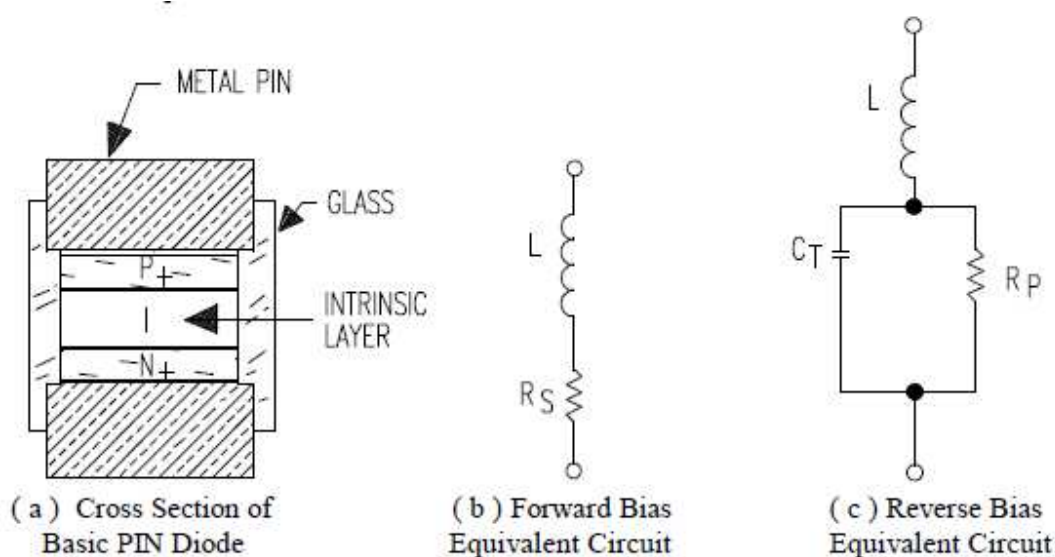 METAL PIN
GLASS
P+
I
INTRINSIC
LAYER
N+
L
RS
L
CT
RP
( a ) Cross Section of
Basic PIN Diode
( b ) Forward Bias
Equivalent Circuit
( c ) Reverse Bias
Equivalent Circuit